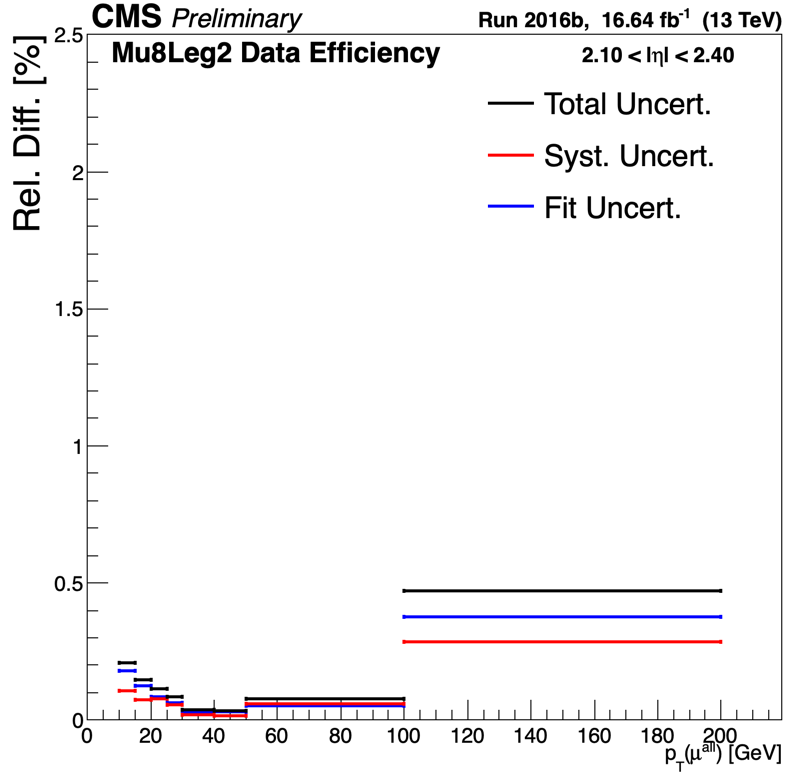 CMS Preliminary
Run 2016b, 16.64 fb⁻¹ (13 TeV)
Mu8Leg2 Data Efficiency
2.10 < |η| < 2.40
Total Uncert.
Syst. Uncert.
Fit Uncert.
Rel. Diff. [%]
2.5
2
1.5
1
0.5
0
0 20 40 60 80 100 120 140 160 180 200
p_T(μ^all) [GeV]